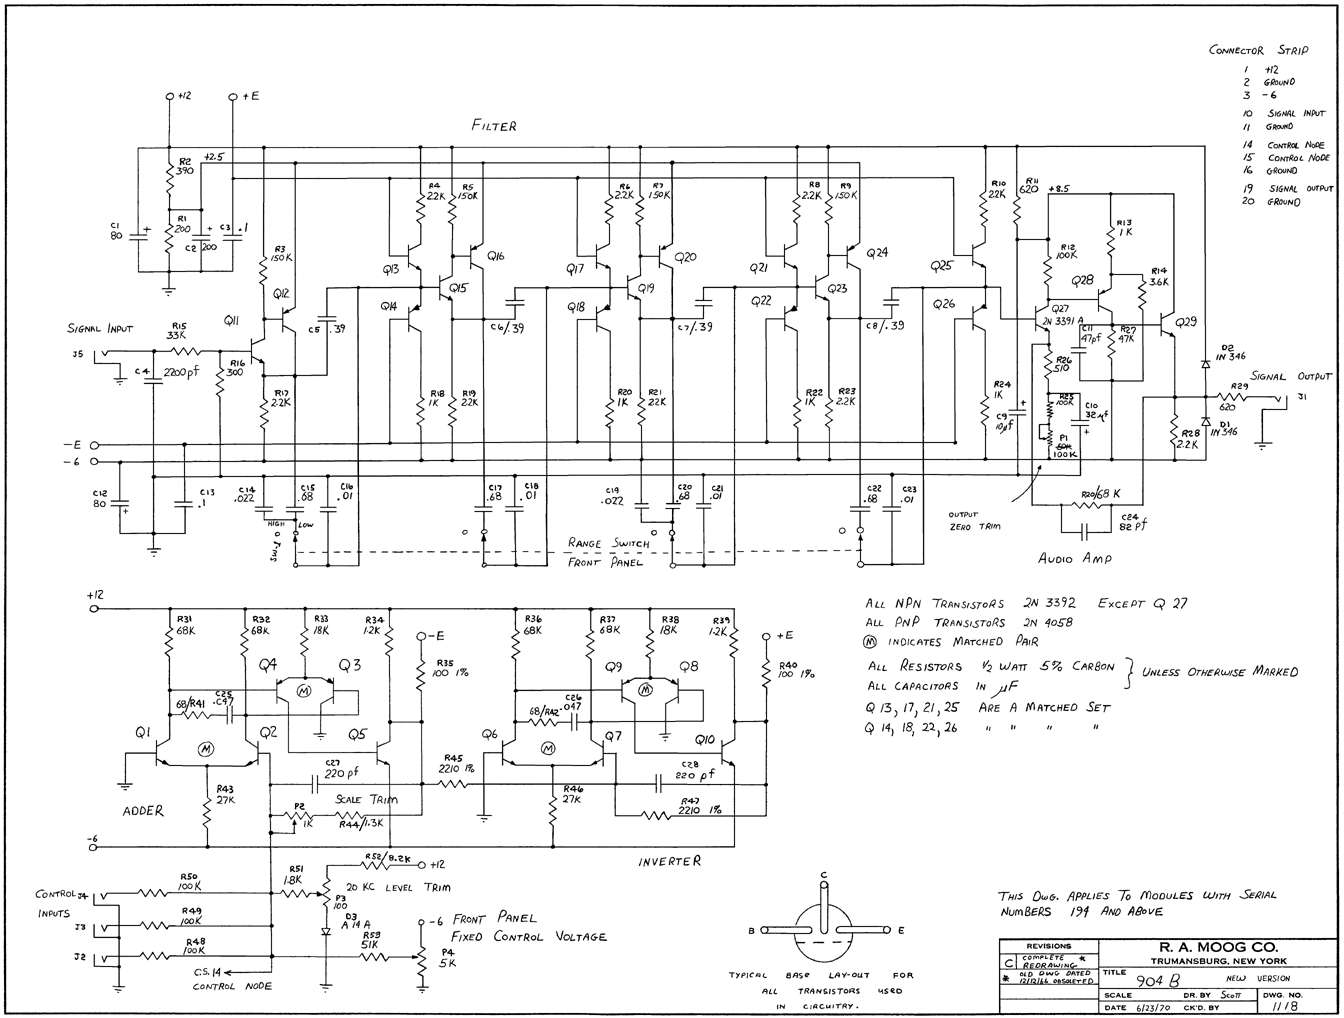 CONNECTOR STRIP
1 +12
2 GROUND
3 -6
10 SIGNAL INPUT
11 GROUND
14 CONTROL NODE
15 CONTROL NODE
16 GROUND
19 SIGNAL OUTPUT
20 GROUND
+12
+E
FILTER
R2 390
+2.5
R1 200
C1 80
+
C2 200
+
C3 .1
R3 150K
R4 22K
R5 150K
R6 2.2K
R7 150K
R8 2.2K
R9 150K
R10 22K
R11 620
+8.5
R12 100K
R13 1K
R14 3.6K
Q11
Q12
Q13
Q14
Q15
Q16
Q17
Q18
Q19
Q20
Q21
Q22
Q23
Q24
Q25
Q26
Q27
2N 3391 A
Q28
Q29
C5 .39
C6/.39
C7/.39
C8/.39
SIGNAL INPUT
J5
R15 33K
R16 300
C4 2200 pf
R17 2.2K
R18 1K
R19 22K
R20 1K
R21 22K
R22 1K
R23 2.2K
R24 1K
C9 10µf
+
R26 510
R25 100K
C10 32µf
+
P1 50K 100K
C11 47pf
R27 47K
R28 2.2K
D2 IN 346
D1 IN 346
R29 620
SIGNAL OUTPUT
J1
-E
-6
C12 80
+
C13 .1
C14 .022
C15 .68
C16 .01
C17 .68
C18 .01
C19 .022
C20 .68
C21 .01
C22 68
C23 .01
HIGH
LOW
SW-1
RANGE SWITCH
FRONT PANEL
OUTPUT
ZERO TRIM
R20/68 K
C24 82 pf
AUDIO AMP
+12
R31 68K
R32 68K
R33 18K
R34 1.2K
-E
R35 100 1%
R36 68K
R37 68K
R38 18K
R39 1.2K
+E
R40 100 1%
Q4
M
Q3
Q9
M
Q8
68/R41
C25 .047
68/R42
C26 .047
Q1
M
Q2
Q5
Q6
M
Q7
Q10
C27 220 pf
R45 2210 1%
C28 220 pf
R43 27K
SCALE TRIM
P2 1K
R44/1.3K
R46 27K
R47 2210 1%
ADDER
-6
INVERTER
ALL NPN TRANSISTORS 2N 3392 EXCEPT Q 27
ALL PNP TRANSISTORS 2N 4058
M INDICATES MATCHED PAIR
ALL RESISTORS ½ WATT 5% CARBON
ALL CAPACITORS IN µF
UNLESS OTHERWISE MARKED
Q 13, 17, 21, 25 ARE A MATCHED SET
Q 14, 18, 22, 26 " " " "
R52/8.2K
+12
CONTROL
INPUTS
J4
R50 100K
R51 1.8K
20 KC LEVEL TRIM
P3 100
J3
R49 100K
D3
A 14 A
-6
FRONT PANEL
FIXED CONTROL VOLTAGE
J2
R48 100K
R53 51K
P4 5K
C.S. 14
CONTROL NODE
C
B
E
TYPICAL BASE LAY-OUT FOR
ALL TRANSISTORS USED
IN CIRCUITRY.
THIS DWG. APPLIES TO MODULES WITH SERIAL
NUMBERS 194 AND ABOVE
REVISIONS
C COMPLETE * REDRAWING
* OLD DWG DATED 12/12/66 OBSOLETED
R. A. MOOG CO.
TRUMANSBURG, NEW YORK
TITLE 904 B NEW VERSION
SCALE
DR. BY SCOTT
DWG. NO. 1118
DATE 6/23/70
CK'D. BY